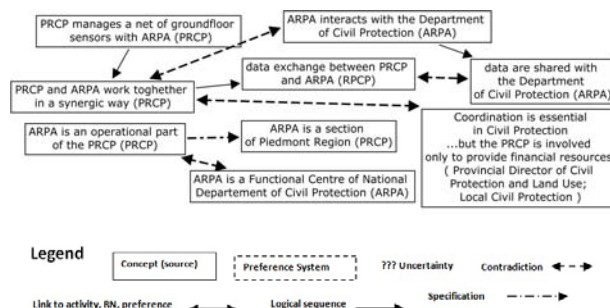 PRCP manages a net of groundfloor
sensors with ARPA (PRCP)
ARPA interacts with the Department
of Civil Protection (ARPA)
PRCP and ARPA work toghether
in a synergic way (PRCP)
data exchange between PRCP
and ARPA (RPCP)
data are shared with
the Department
of Civil Protection (ARPA)
ARPA is an operational part
of the PRCP (PRCP)
ARPA is a section
of Piedmont Region (PRCP)
Coordination is essential
in Civil Protection
...but the PRCP is involved
only to provide financial resources
( Provincial Director of Civil
Protection and Land Use;
Local Civil Protection )
ARPA is a Functional Centre of National
Departement of Civil Protection (ARPA)
Legend
Concept (source)
Preference System
??? Uncertainty
Contradiction
Link to activity, RN, preference
Logical sequence
Specification